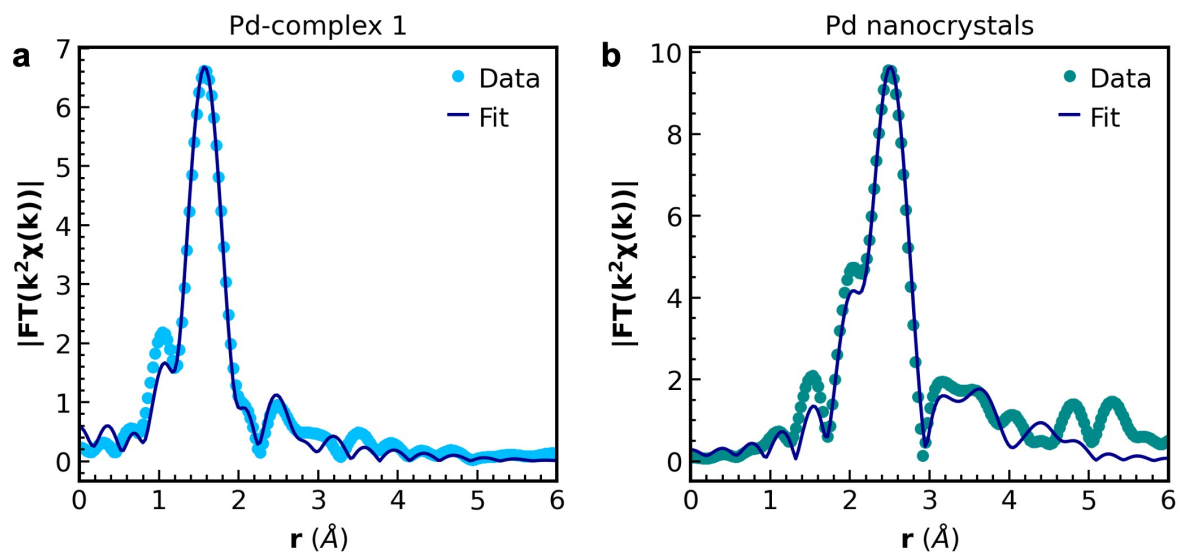 Pd-complex 1
a
7
6
5
4
3
2
1
0
|FT(k²χ(k))|
Data
Fit
0 1 2 3 4 5 6
r (Å)
Pd nanocrystals
b
10
8
6
4
2
0
|FT(k²χ(k))|
Data
Fit
0 1 2 3 4 5 6
r (Å)